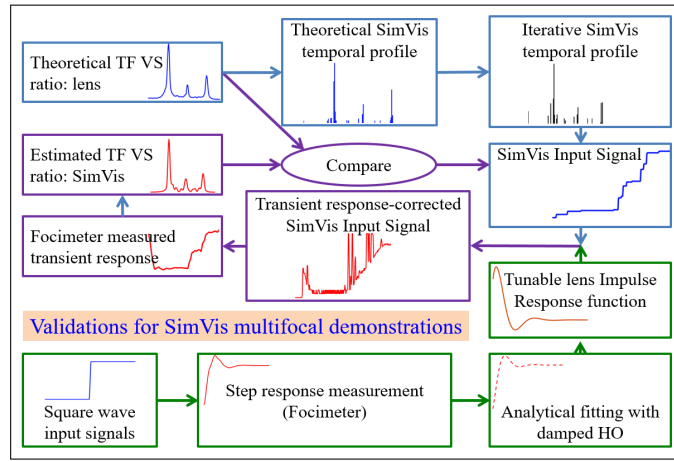 Theoretical TF VS
ratio: lens
Theoretical SimVis
temporal profile
Iterative SimVis
temporal profile
Estimated TF VS
ratio: SimVis
Compare
SimVis Input Signal
Focimeter measured
transient response
Transient response-corrected
SimVis Input Signal
Tunable lens Impulse
Response function
Validations for SimVis multifocal demonstrations
Square wave
input signals
Step response measurement
(Focimeter)
Analytical fitting with
damped HO